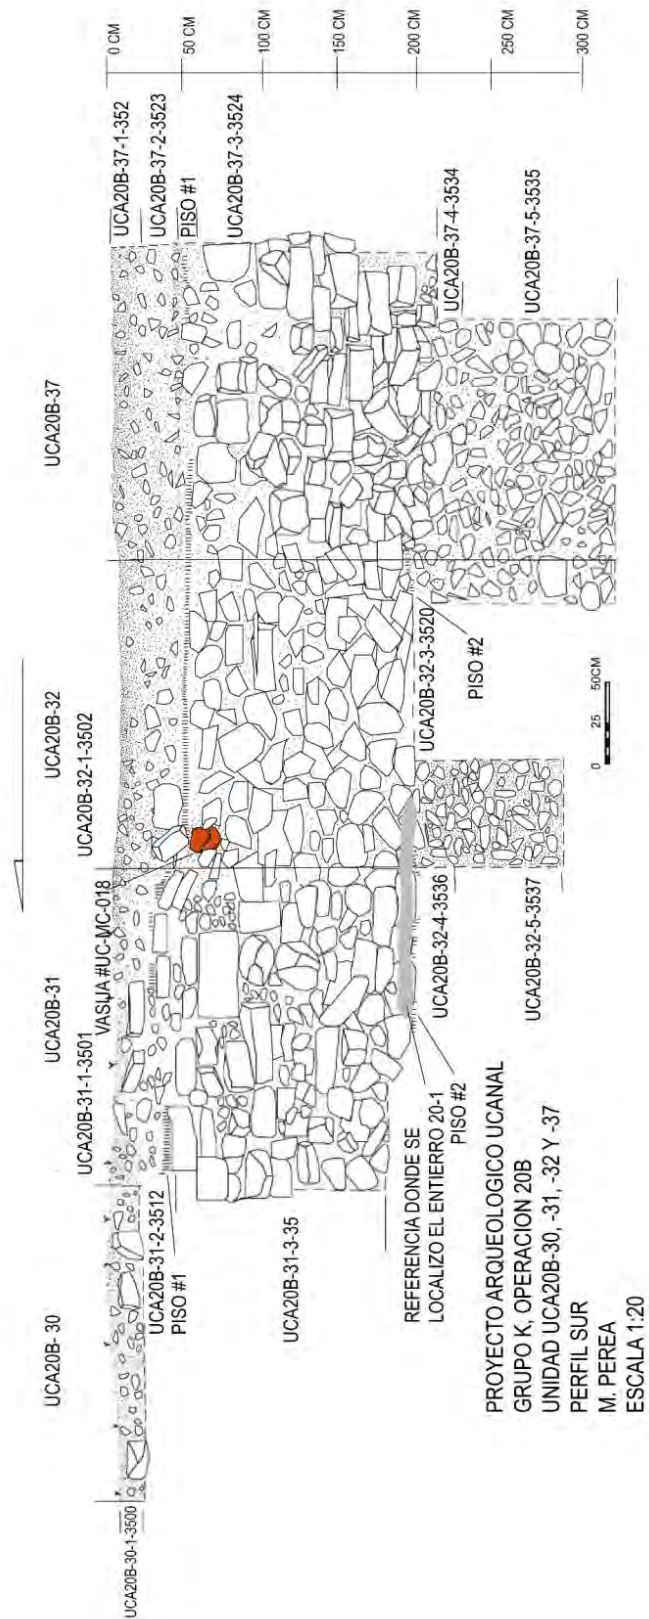 UCA20B-30
UCA20B-31
UCA20B-32
UCA20B-37
UCA20B-30-1-3500
UCA20B-31-1-3501
VASIJA #UC-MC-018
UCA20B-32-1-3502
UCA20B-37-1-352
UCA20B-37-2-3523
PISO #1
UCA20B-37-3-3524
UCA20B-37-4-3534
UCA20B-37-5-3535
0 CM
50 CM
100 CM
150 CM
200 CM
250 CM
300 CM
UCA20B-31-2-3512
PISO #1
UCA20B-31-3-35
REFERENCIA DONDE SE
LOCALIZO EL ENTIERRO 20-1
PISO #2
UCA20B-32-4-3536
UCA20B-32-5-3537
UCA20B-32-3-3520
PISO #2
0 25 50CM
PROYECTO ARQUEOLOGICO UCANAL
GRUPO K, OPERACION 20B
UNIDAD UCA20B-30, -31, -32 Y -37
PERFIL SUR
M. PEREA
ESCALA 1:20